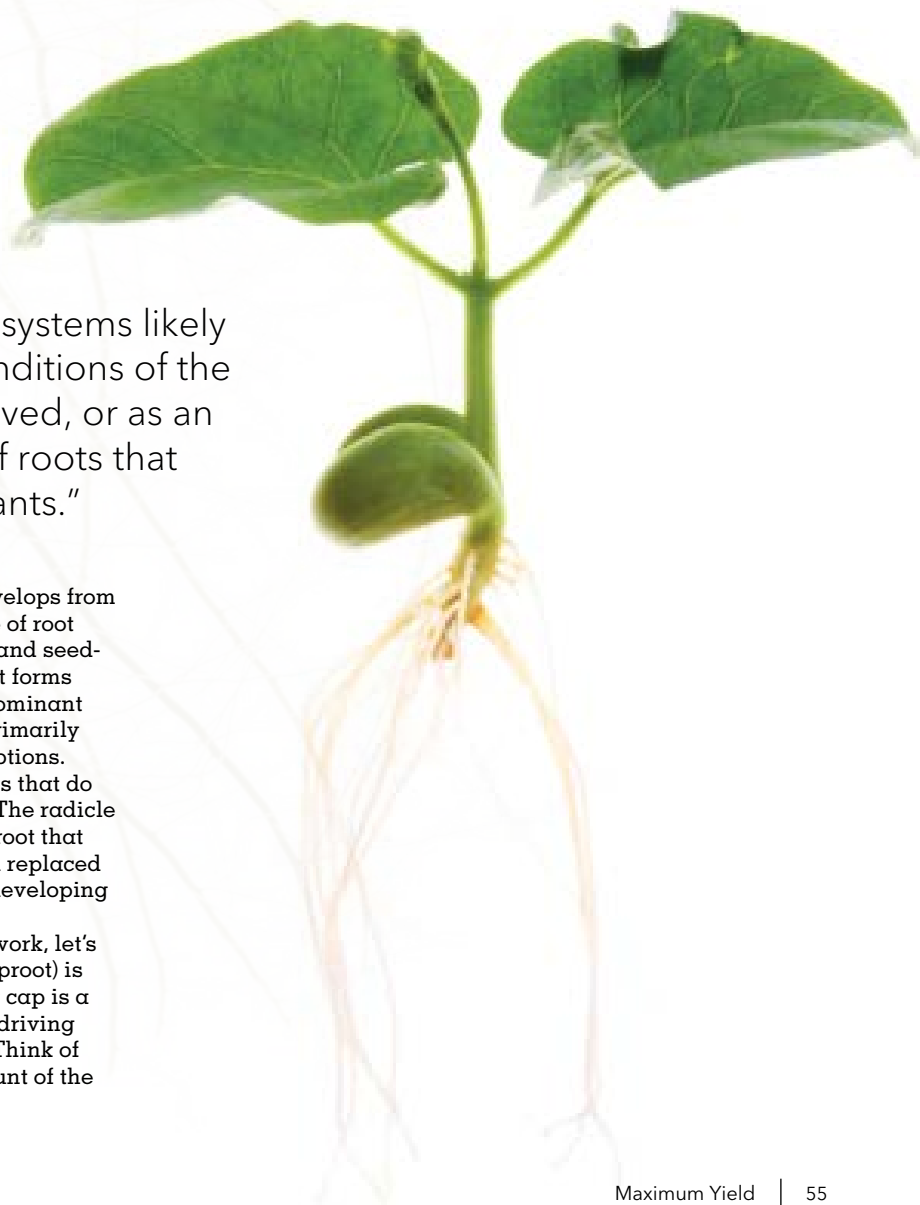 systems likely
nditions of the
ved, or as an
f roots that
ants.”
velops from
of root
and seed-
t forms
ominant
rimarily
ptions.
s that do
The radicle
root that
replaced
developing
work, let’s
proot) is
cap is a
driving
Think of
unt of the
Maximum Yield | 55